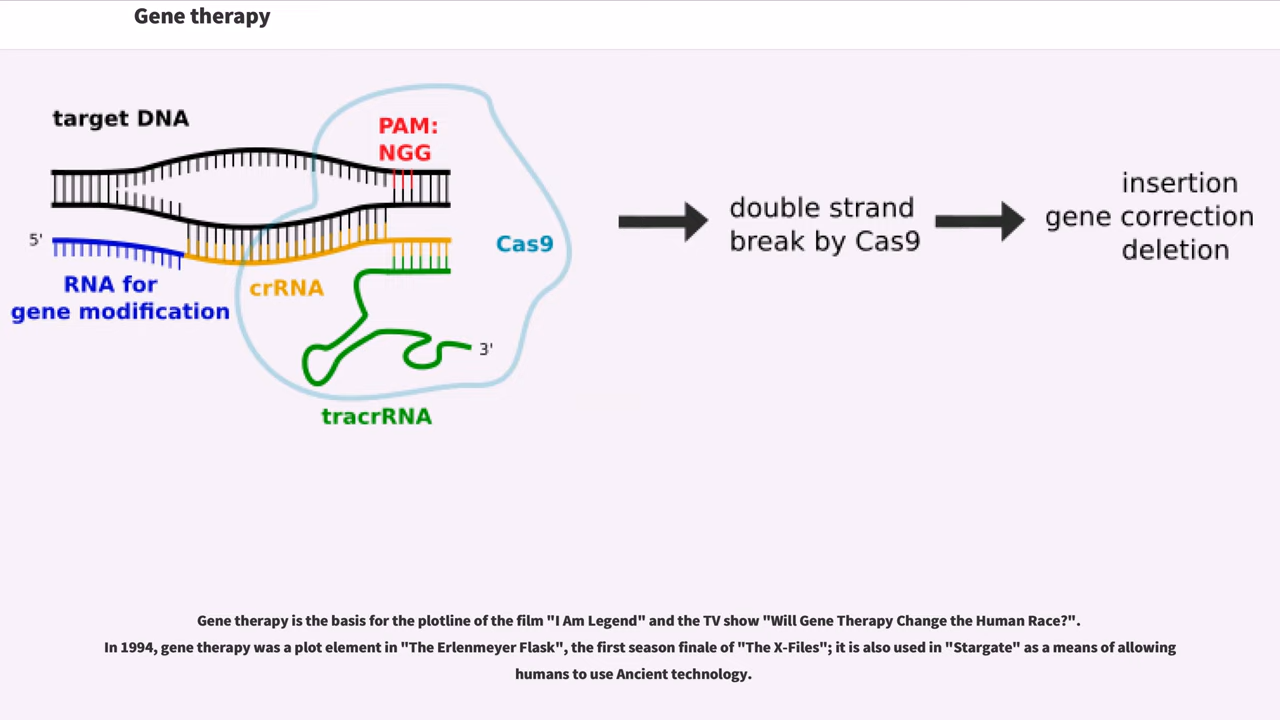 Gene therapy
target DNA
PAM:
NGG
5'
Cas9
RNA for
gene modification
crRNA
3'
tracrRNA
double strand
break by Cas9
insertion
gene correction
deletion
Gene therapy is the basis for the plotline of the film "I Am Legend" and the TV show "Will Gene Therapy Change the Human Race?".
In 1994, gene therapy was a plot element in "The Erlenmeyer Flask", the first season finale of "The X-Files"; it is also used in "Stargate" as a means of allowing
humans to use Ancient technology.